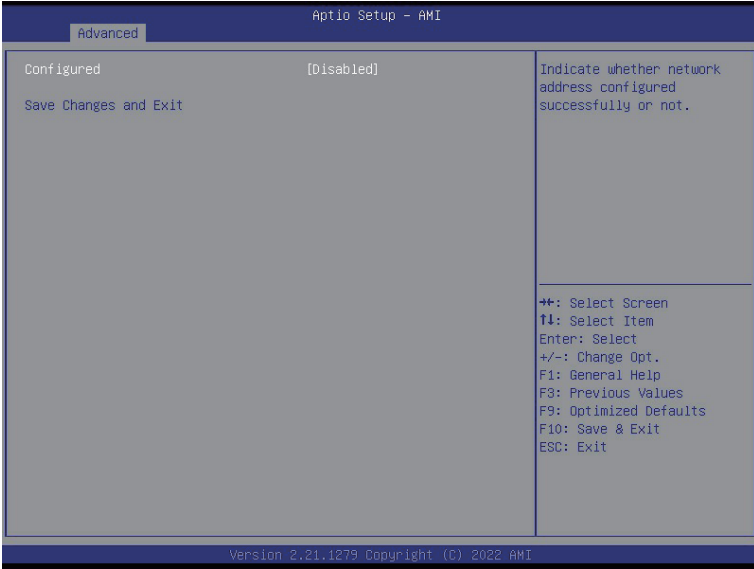 Aptio Setup – AMI
Advanced
Configured [Disabled]
Save Changes and Exit
Indicate whether network
address configured
successfully or not.
→←: Select Screen
↑↓: Select Item
Enter: Select
+/-: Change Opt.
F1: General Help
F3: Previous Values
F9: Optimized Defaults
F10: Save & Exit
ESC: Exit
Version 2.21.1279 Copyright (C) 2022 AMI